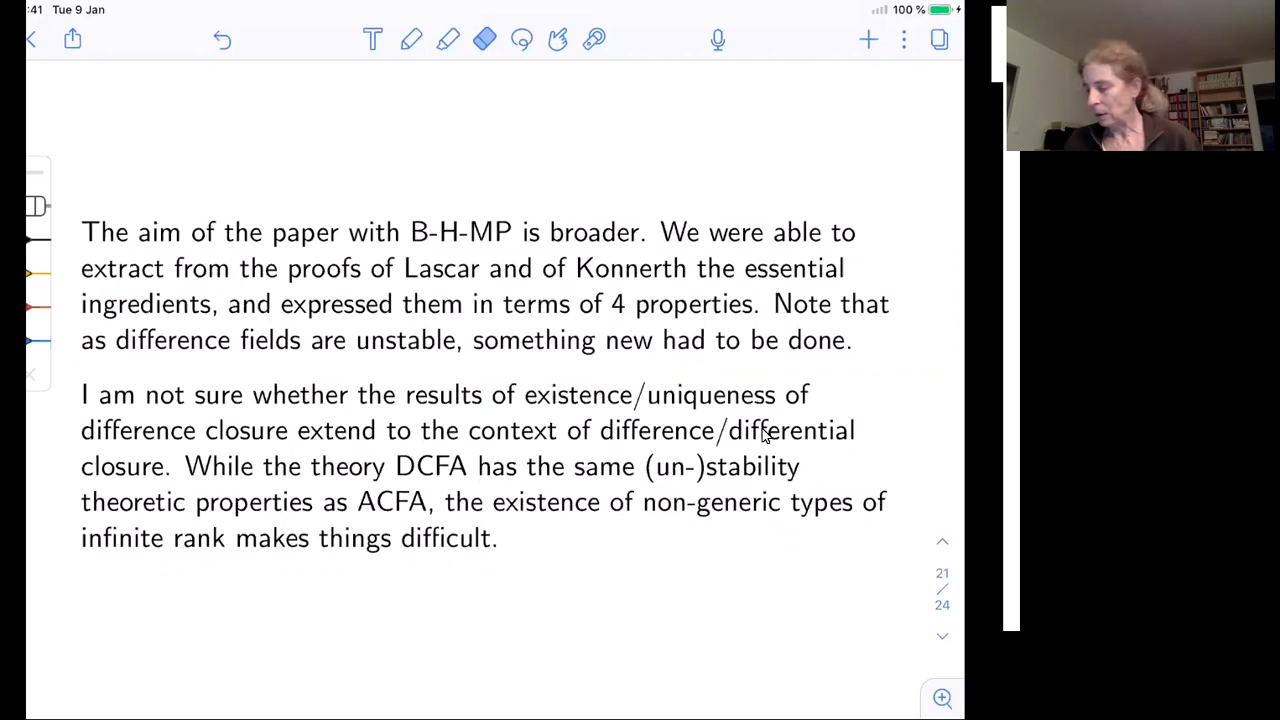 :41 Tue 9 Jan
100 %
T
The aim of the paper with B-H-MP is broader. We were able to
extract from the proofs of Lascar and of Konnerth the essential
ingredients, and expressed them in terms of 4 properties. Note that
as difference fields are unstable, something new had to be done.
I am not sure whether the results of existence/uniqueness of
difference closure extend to the context of difference/differential
closure. While the theory DCFA has the same (un-)stability
theoretic properties as ACFA, the existence of non-generic types of
infinite rank makes things difficult.
21
/
24